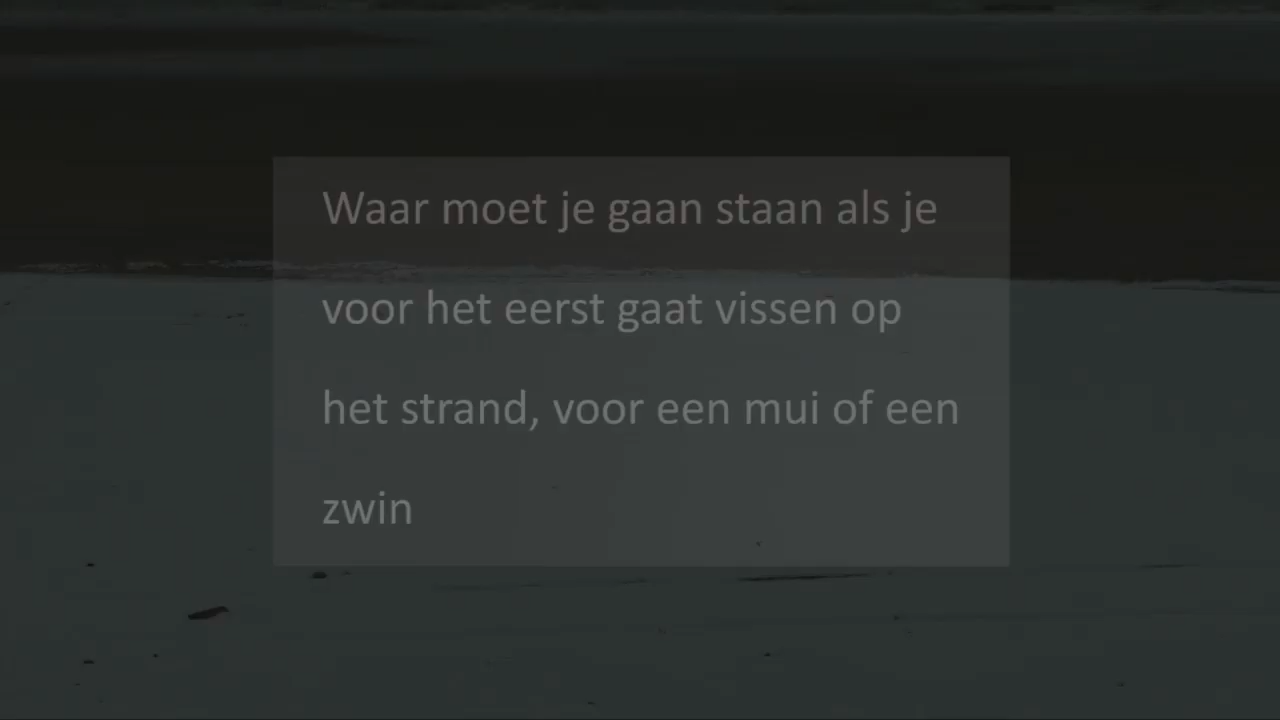 Waar moet je gaan staan als je
voor het eerst gaat vissen op
het strand, voor een mui of een
zwin